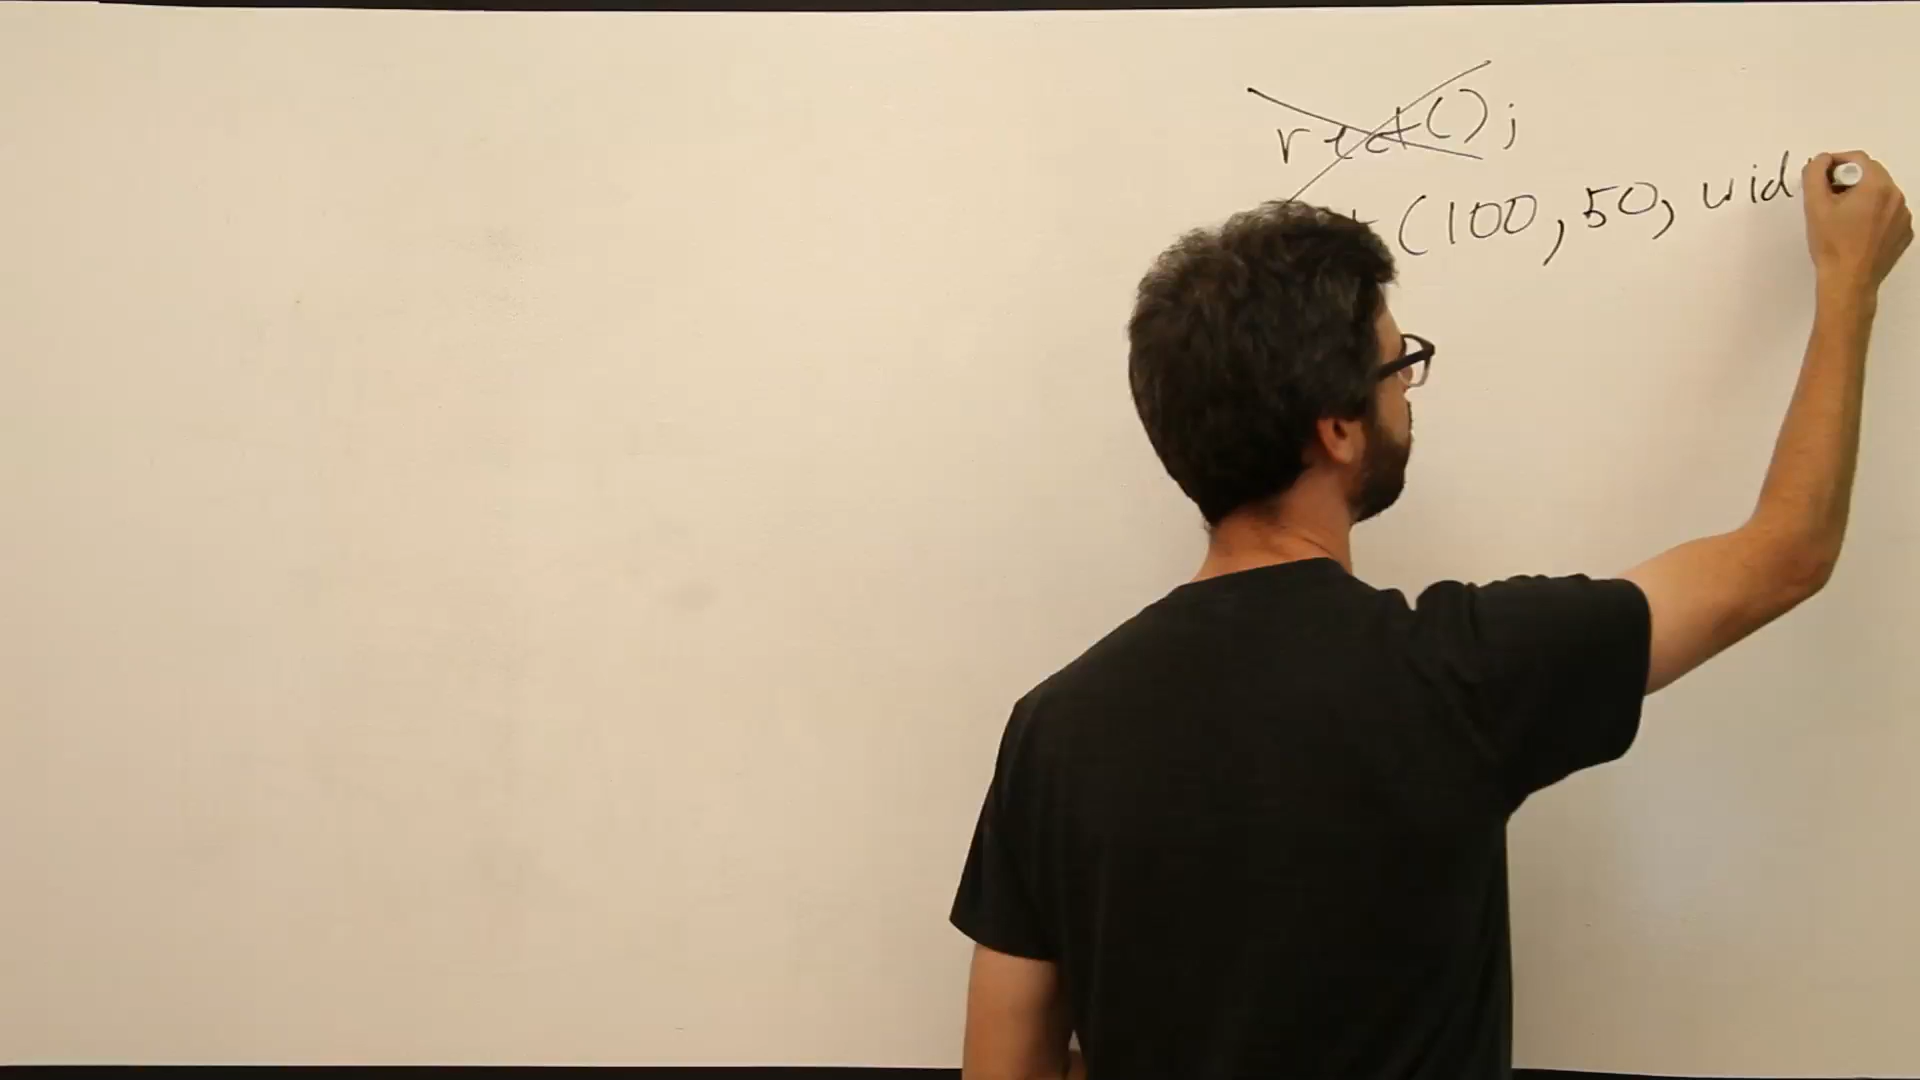 rect();
(100, 50, wid